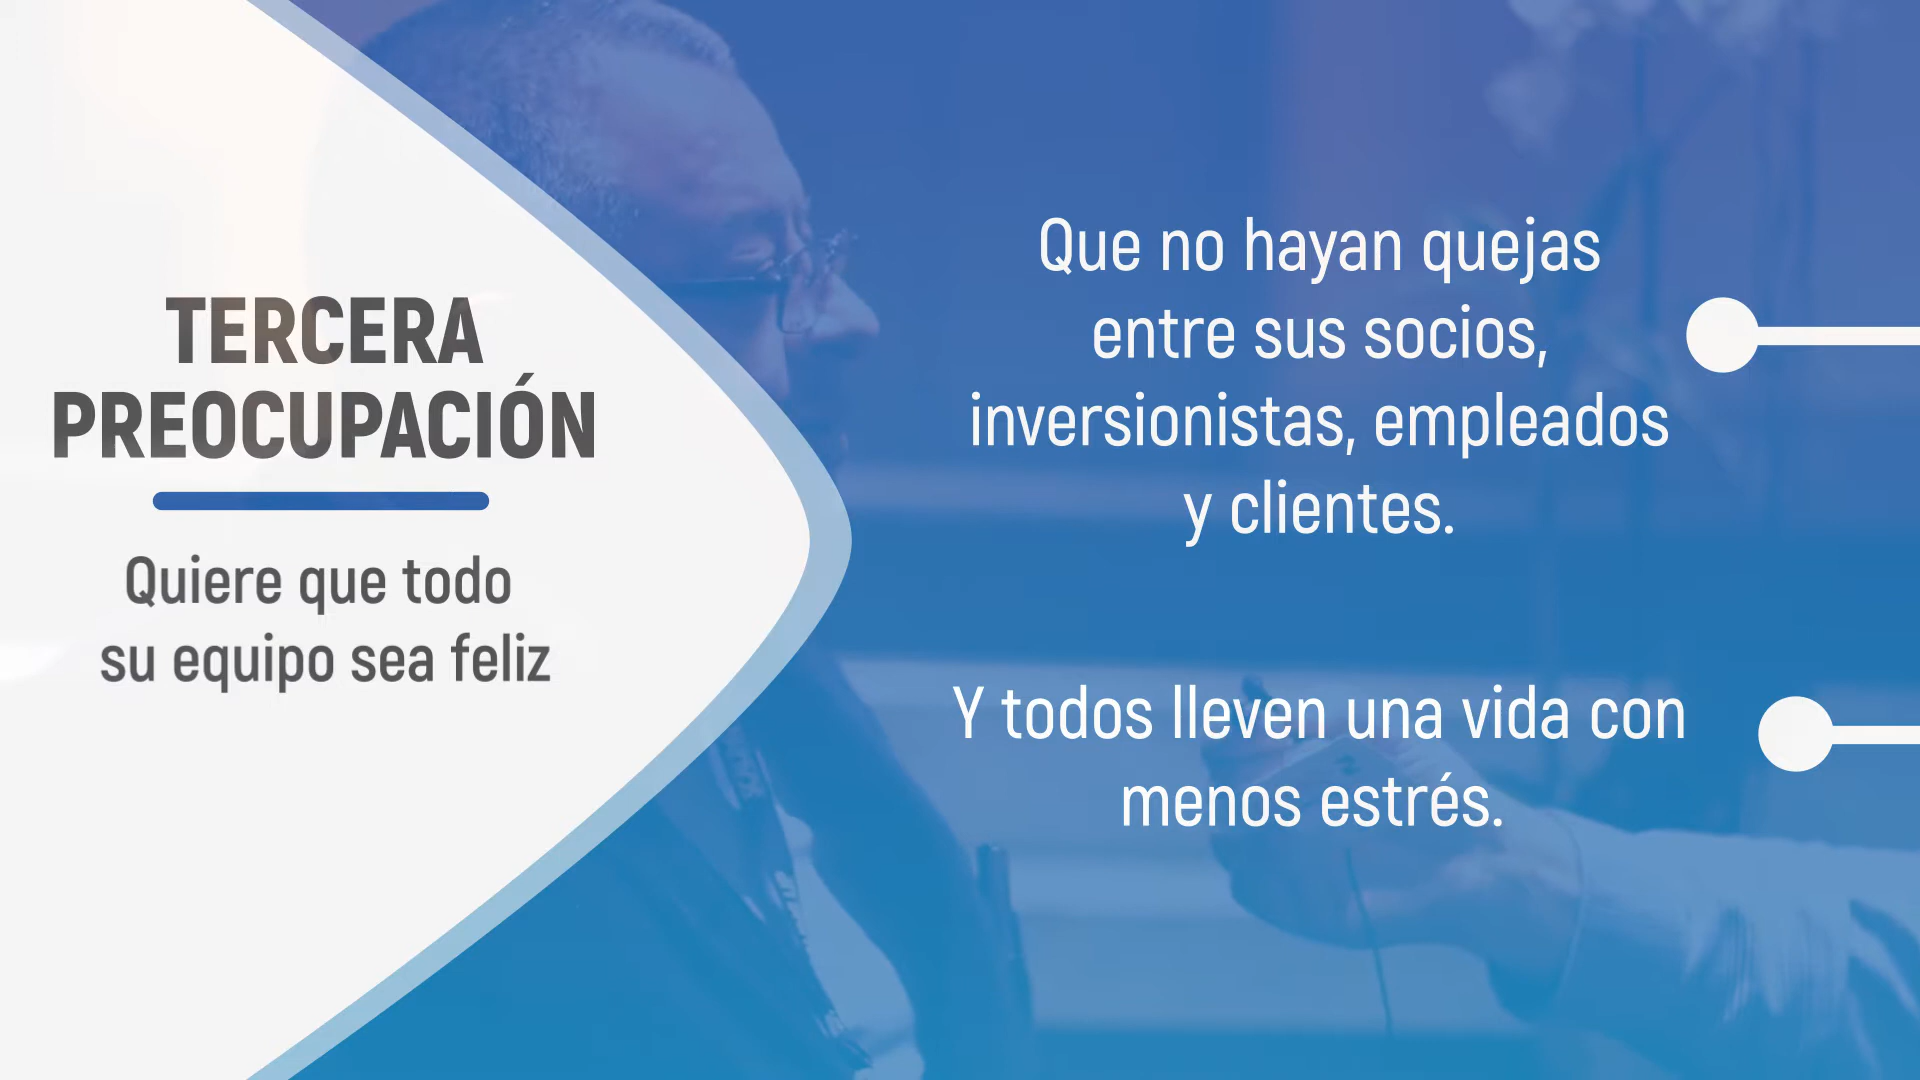 TERCERA
PREOCUPACIÓN
Quiere que todo
su equipo sea feliz
Que no hayan quejas
entre sus socios,
inversionistas, empleados
y clientes.
Y todos lleven una vida con
menos estrés.